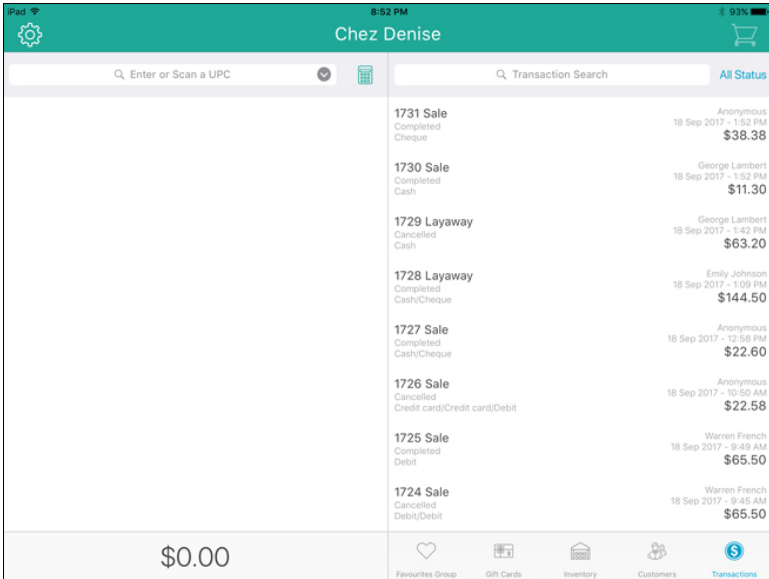 iPad 8:52 PM 93%
Chez Denise
Enter or Scan a UPC
Transaction Search All Status
1731 Sale
Completed
Cheque
Anonymous
18 Sep 2017 - 1:52 PM
$38.38
1730 Sale
Completed
Cash
George Lambert
18 Sep 2017 - 1:52 PM
$11.30
1729 Layaway
Cancelled
Cash
George Lambert
18 Sep 2017 - 1:42 PM
$63.20
1728 Layaway
Completed
Cash/Cheque
Emily Johnson
18 Sep 2017 - 1:09 PM
$144.50
1727 Sale
Completed
Cash/Cheque
Anonymous
18 Sep 2017 - 12:58 PM
$22.60
1726 Sale
Cancelled
Credit card/Credit card/Debit
Anonymous
18 Sep 2017 - 10:50 AM
$22.58
1725 Sale
Completed
Debit
Warren French
18 Sep 2017 - 9:49 AM
$65.50
1724 Sale
Cancelled
Debit/Debit
Warren French
18 Sep 2017 - 9:45 AM
$65.50
$0.00
Favourites Group Gift Cards Inventory Customers Transactions